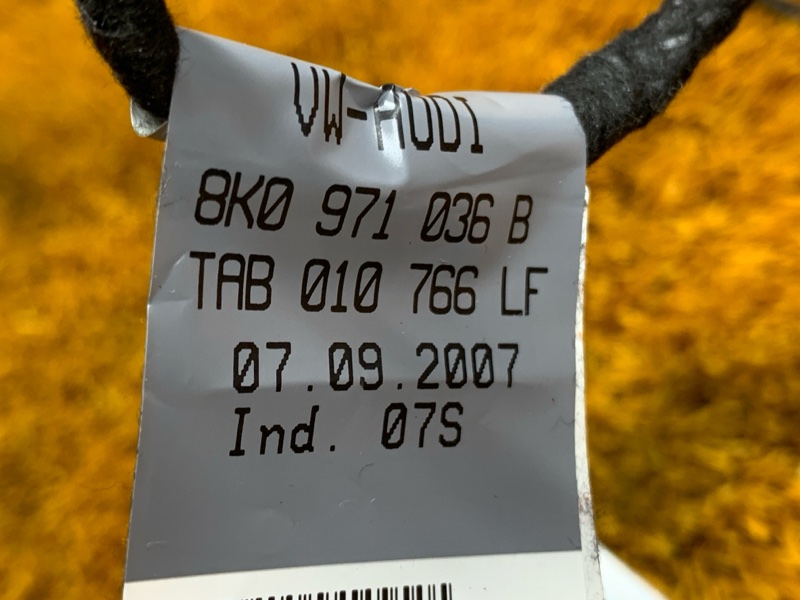 VW-AUDI
8K0 971 036 B
TAB 010 766 LF
07.09.2007
Ind. 07S